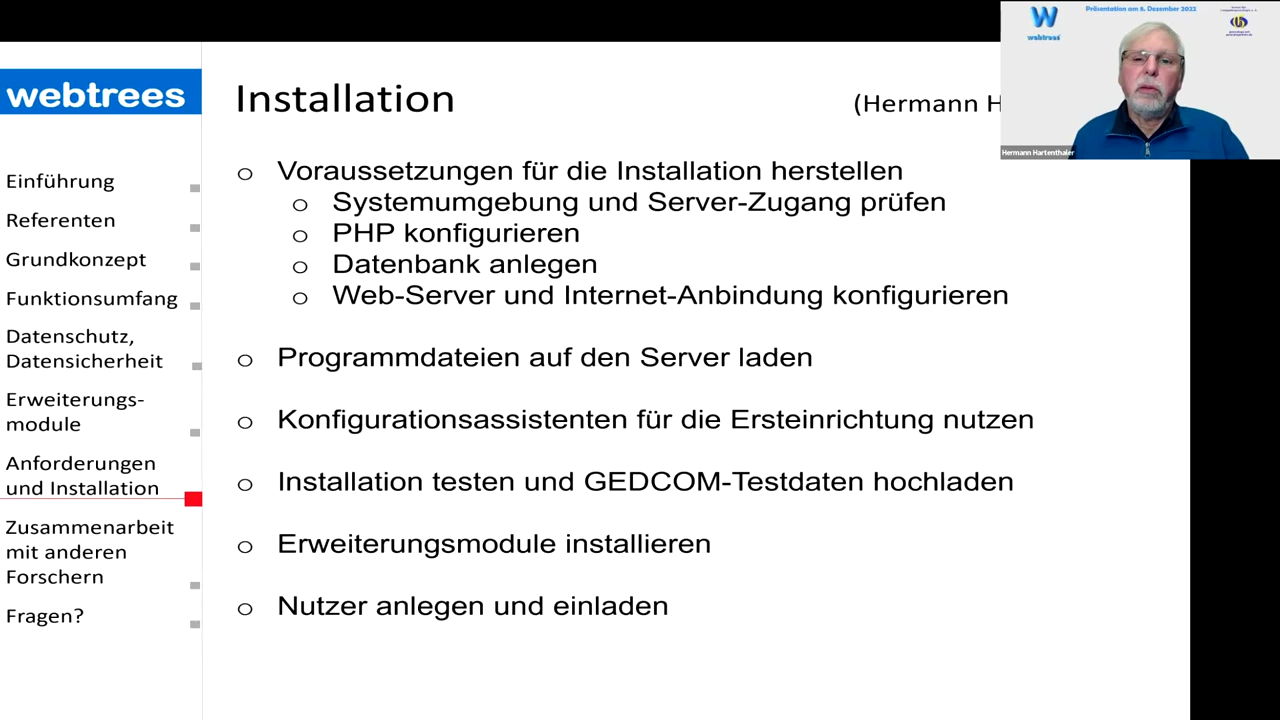 webtrees
Installation
(Hermann H
Einführung
Referenten
Grundkonzept
Funktionsumfang
Datenschutz,
Datensicherheit
Erweiterungs-
module
Anforderungen
und Installation
Zusammenarbeit
mit anderen
Forschern
Fragen?
o Voraussetzungen für die Installation herstellen
o Systemumgebung und Server-Zugang prüfen
o PHP konfigurieren
o Datenbank anlegen
o Web-Server und Internet-Anbindung konfigurieren
o Programmdateien auf den Server laden
o Konfigurationsassistenten für die Ersteinrichtung nutzen
o Installation testen und GEDCOM-Testdaten hochladen
o Erweiterungsmodule installieren
o Nutzer anlegen und einladen
W
webtrees
Präsentation am 8. Dezember 2022
Hermann Hartenthaler